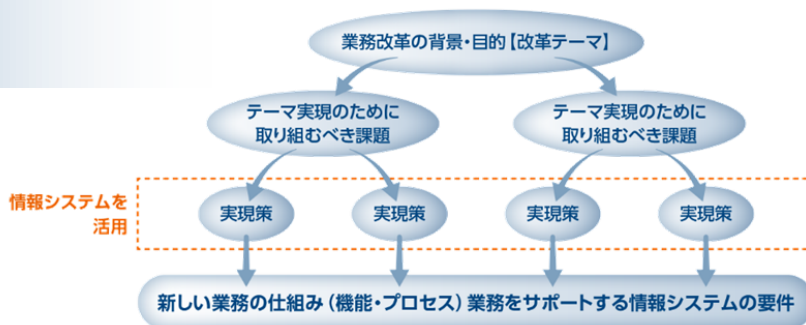 業務改革の背景・目的【改革テーマ】
テーマ実現のために
取り組むべき課題
テーマ実現のために
取り組むべき課題
情報システムを
活用
実現策
実現策
実現策
実現策
新しい業務の仕組み（機能・プロセス）業務をサポートする情報システムの要件